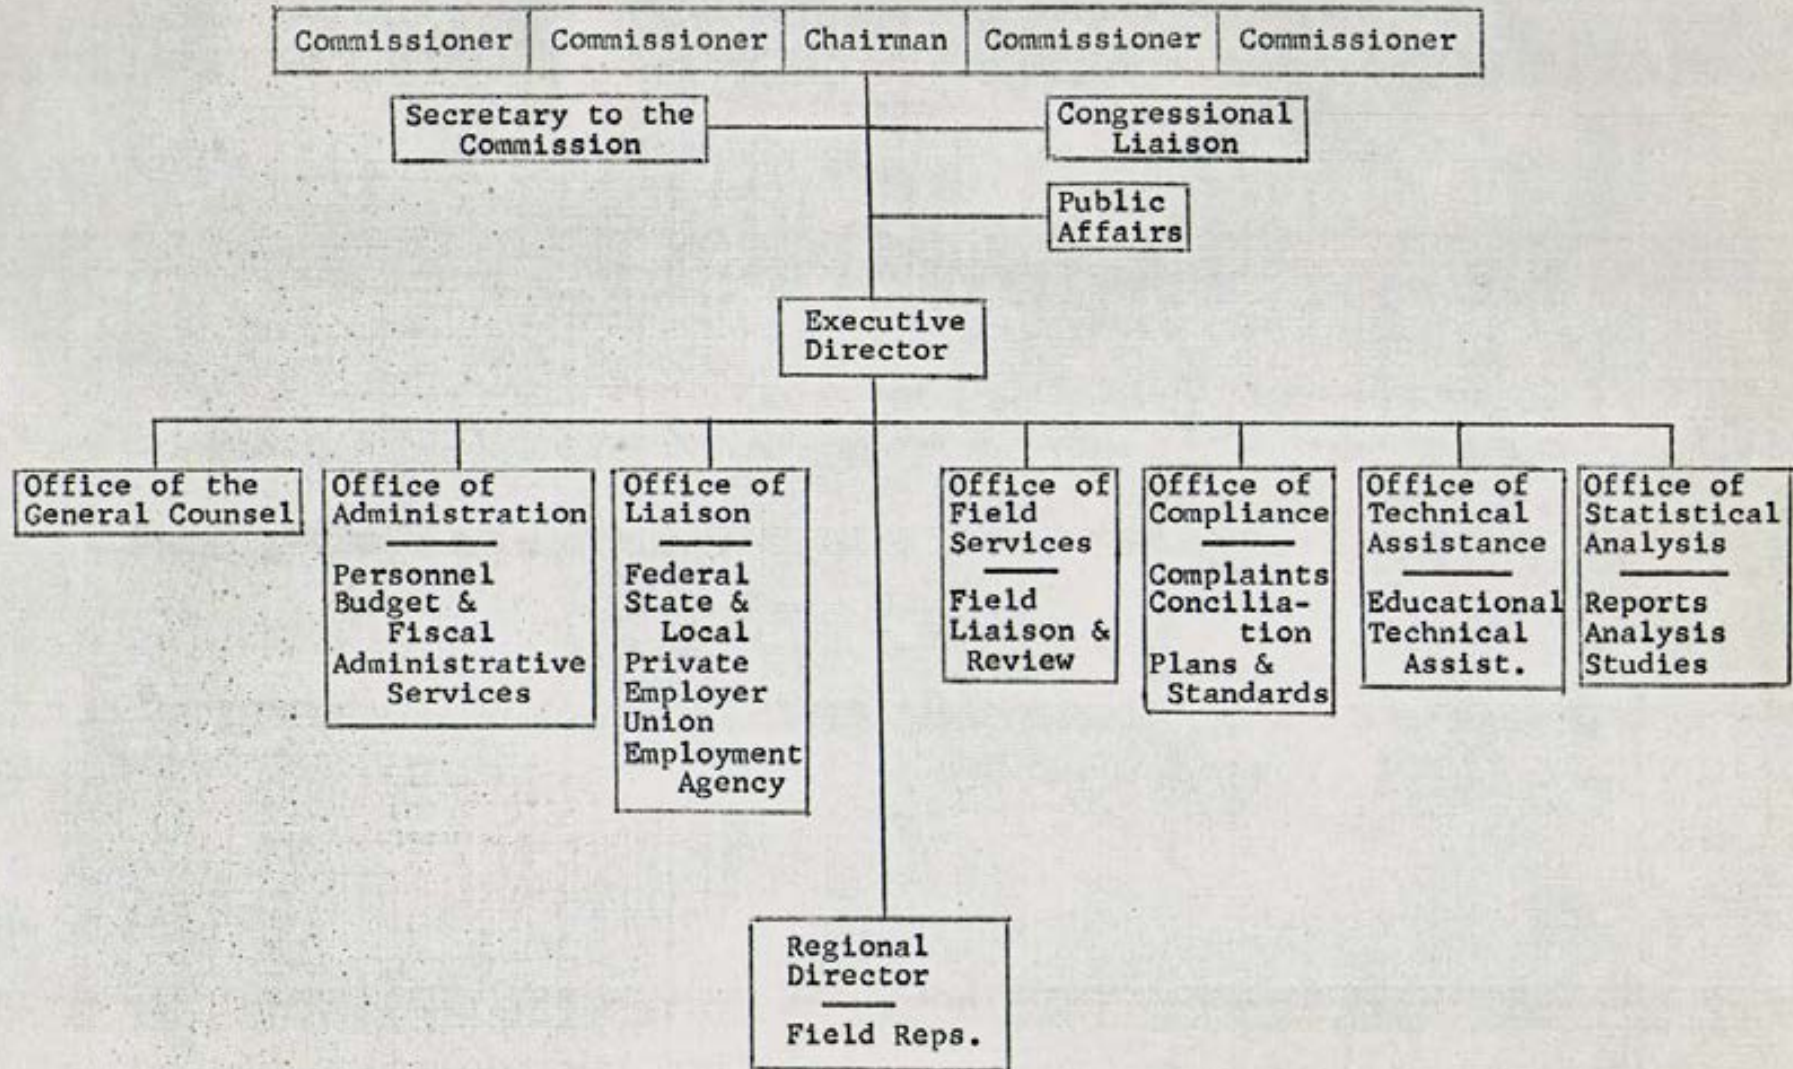 Commissioner Commissioner Chairman Commissioner Commissioner
Secretary to the
Commission
Congressional
Liaison
Public
Affairs
Executive
Director
Office of the
General Counsel
Office of
Administration
Personnel
Budget &
Fiscal
Administrative
Services
Office of
Liaison
Federal
State &
Local
Private
Employer
Union
Employment
Agency
Office of
Field
Services
Field
Liaison &
Review
Office of
Compliance
Complaints
Concilia-
tion
Plans &
Standards
Office of
Technical
Assistance
Educational
Technical
Assist.
Office of
Statistical
Analysis
Reports
Analysis
Studies
Regional
Director
Field Reps.